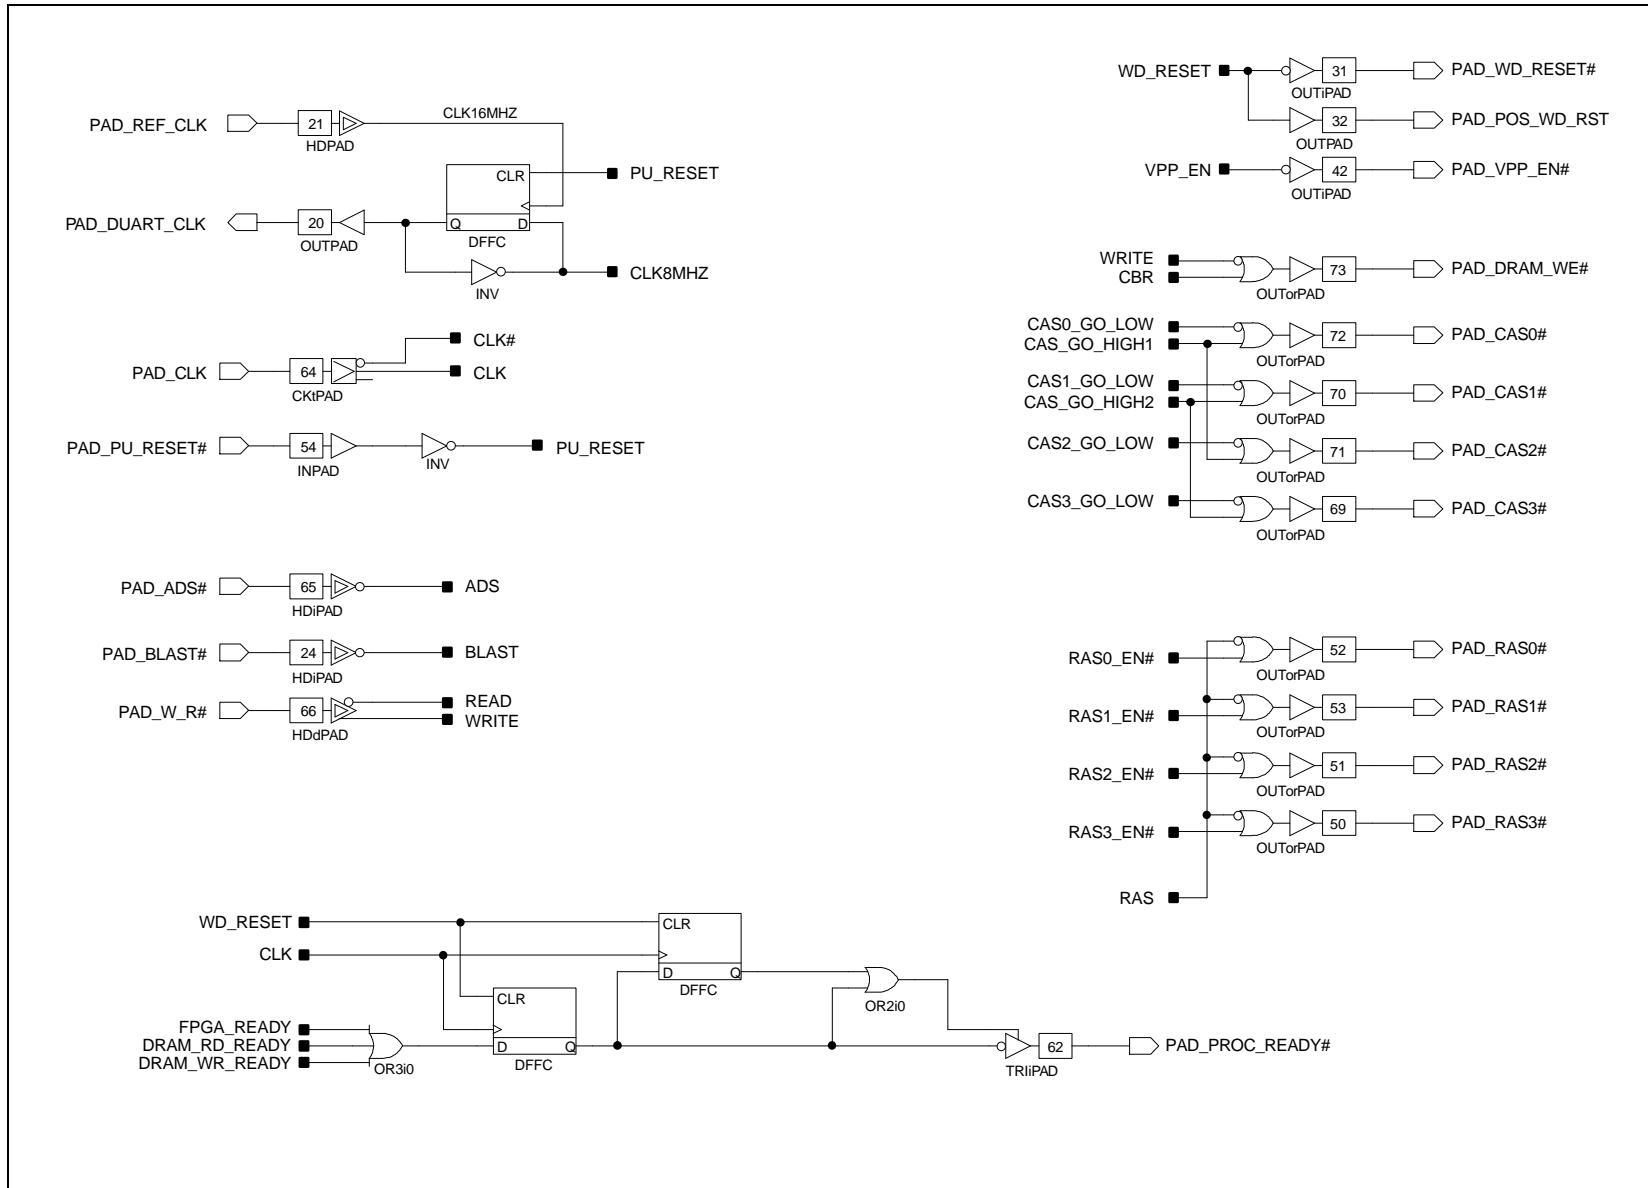 PAD_REF_CLK
21
HDPAD
CLK16MHZ
CLR
PU_RESET
Q
D
DFFC
PAD_DUART_CLK
20
OUTPAD
INV
CLK8MHZ
PAD_CLK
64
CKtPAD
CLK#
CLK
PAD_PU_RESET#
54
INPAD
INV
PU_RESET
PAD_ADS#
65
HDiPAD
ADS
PAD_BLAST#
24
HDiPAD
BLAST
PAD_W_R#
66
HDdPAD
READ
WRITE
WD_RESET
31
OUTiPAD
PAD_WD_RESET#
32
OUTPAD
PAD_POS_WD_RST
VPP_EN
42
OUTiPAD
PAD_VPP_EN#
WRITE
CBR
73
OUTorPAD
PAD_DRAM_WE#
CAS0_GO_LOW
CAS_GO_HIGH1
72
OUTorPAD
PAD_CAS0#
CAS1_GO_LOW
CAS_GO_HIGH2
70
OUTorPAD
PAD_CAS1#
CAS2_GO_LOW
71
OUTorPAD
PAD_CAS2#
CAS3_GO_LOW
69
OUTorPAD
PAD_CAS3#
RAS0_EN#
52
OUTorPAD
PAD_RAS0#
RAS1_EN#
53
OUTorPAD
PAD_RAS1#
RAS2_EN#
51
OUTorPAD
PAD_RAS2#
RAS3_EN#
50
OUTorPAD
PAD_RAS3#
RAS
WD_RESET
CLK
CLR
D
Q
DFFC
CLR
D
Q
DFFC
FPGA_READY
DRAM_RD_READY
DRAM_WR_READY
OR3i0
OR2i0
62
TRIiPAD
PAD_PROC_READY#